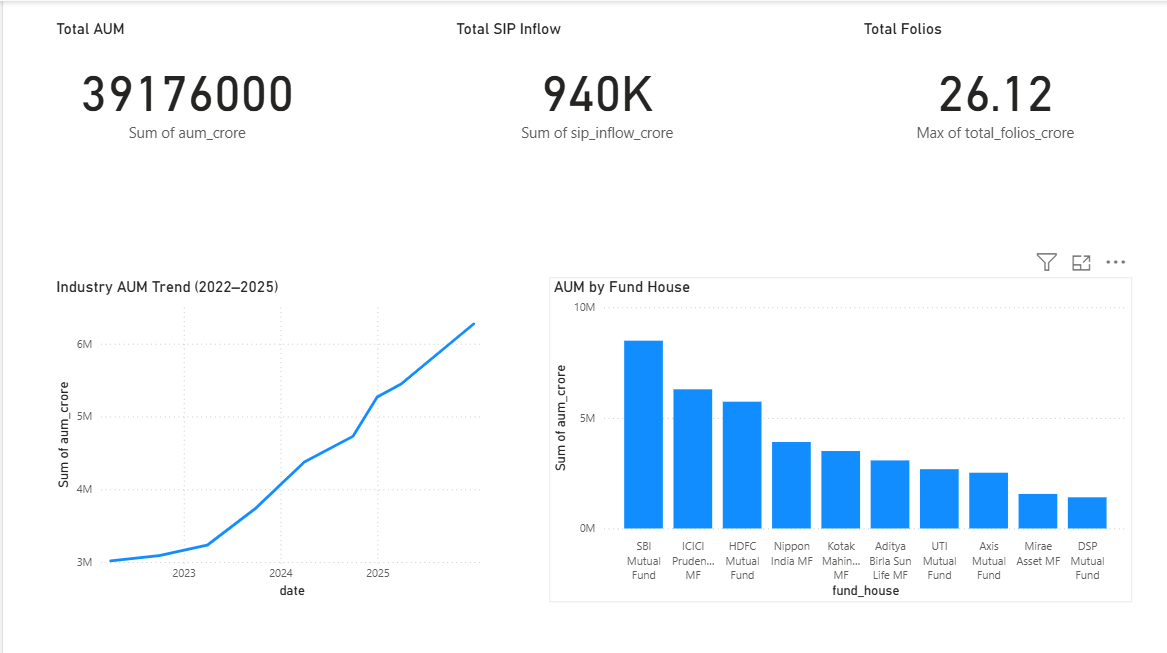 Total AUM
Total SIP Inflow
Total Folios
39176000
940K
26.12
Sum of aum_crore
Sum of sip_inflow_crore
Max of total_folios_crore
Industry AUM Trend (2022–2025)
Sum of aum_crore
6M
5M
4M
3M
2023
2024
2025
date
AUM by Fund House
Sum of aum_crore
10M
5M
0M
SBI
Mutual
Fund
ICICI
Pruden...
MF
HDFC
Mutual
Fund
Nippon
India MF
Kotak
Mahin...
MF
Aditya
Birla Sun
Life MF
UTI
Mutual
Fund
Axis
Mutual
Fund
Mirae
Asset MF
DSP
Mutual
Fund
fund_house